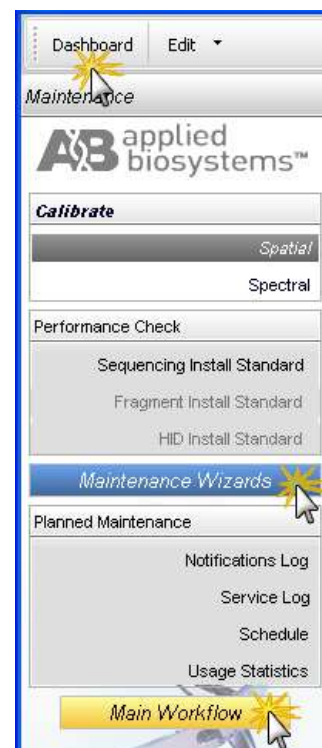 Dashboard Edit
Maintenance
AB applied
biosystems™
Calibrate
Spatial
Spectral
Performance Check
Sequencing Install Standard
Fragment Install Standard
HID Install Standard
Maintenance Wizards
Planned Maintenance
Notifications Log
Service Log
Schedule
Usage Statistics
Main Workflow